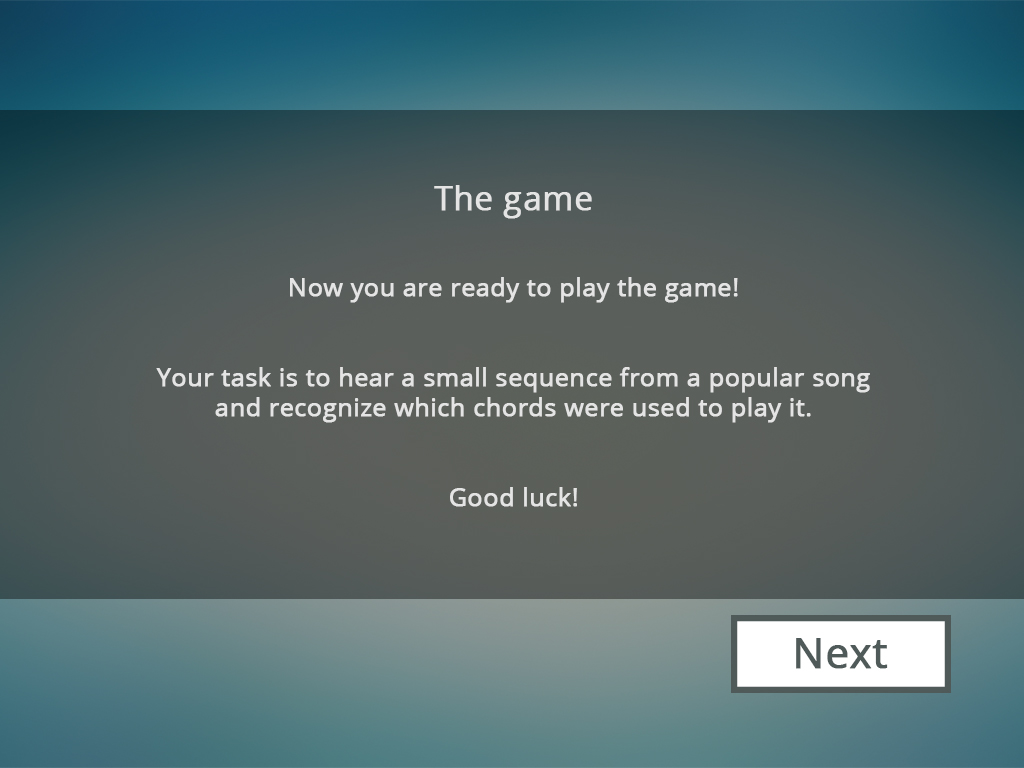 The game
Now you are ready to play the game!
Your task is to hear a small sequence from a popular song
and recognize which chords were used to play it.
Good luck!
Next